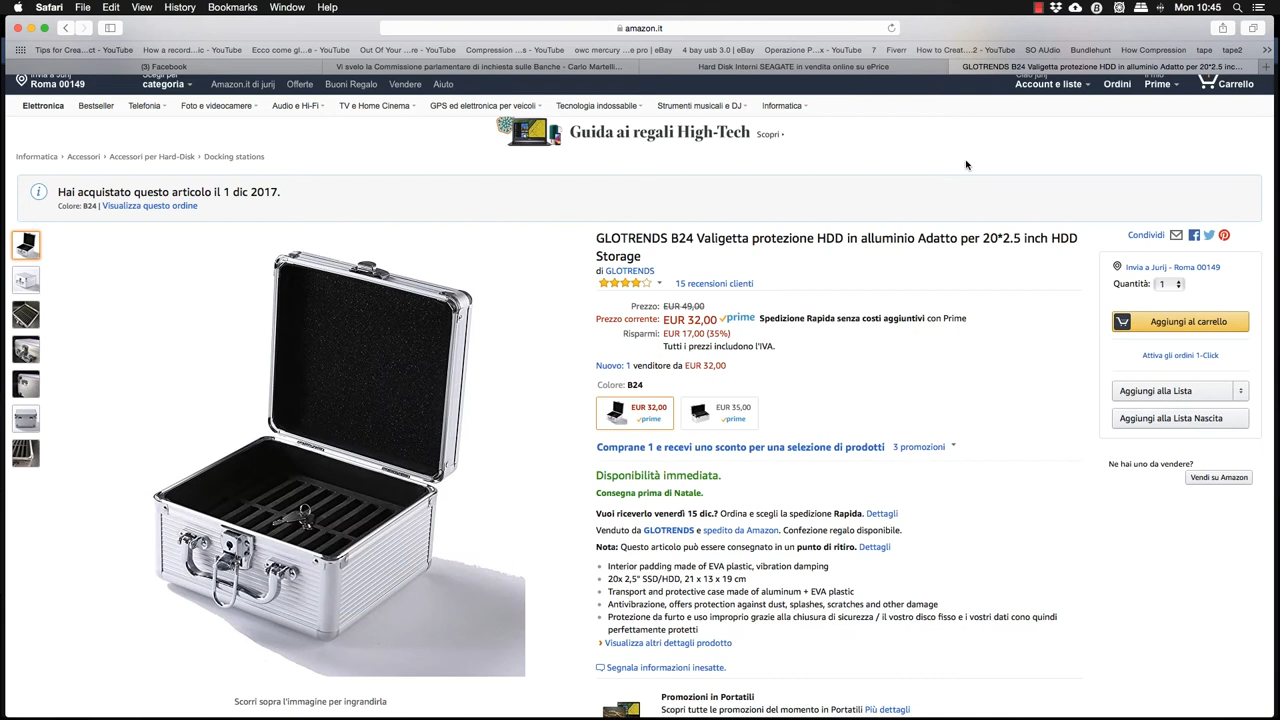 Safari File Edit View History Bookmarks Window Help Mon 10:45
amazon.it
Tips for Crea...ct - YouTube How a record...ic - YouTube Ecco come gl... - YouTube Out Of Your ...re - YouTube Compression ...s - YouTube owc mercury ...e pro | eBay 4 bay usb 3.0 | eBay Operazione P...x - YouTube 7 Fiverr How to Creat...2 - YouTube SO AUdio Bundlehunt How Compression tape tape2
(3) Facebook Vi svelo la Commissione parlamentare di inchiesta sulle Banche - Carlo Martelli... Hard Disk Interni SEAGATE in vendita online su ePrice GLOTRENDS B24 Valigetta protezione HDD in alluminio Adatto per 20*2.5 inc...
Invia a Jurij Scegli per Ciao Jurij
Roma 00149 categoria Amazon.it di jurij Offerte Buoni Regalo Vendere Aiuto Account e liste Ordini Prime Carrello
Elettronica Bestseller Telefonia Foto e videocamere Audio e Hi-Fi TV e Home Cinema GPS ed elettronica per veicoli Tecnologia indossabile Strumenti musicali e DJ Informatica
Guida ai regali High-Tech Scopri ›
Informatica › Accessori › Accessori per Hard-Disk › Docking stations
Hai acquistato questo articolo il 1 dic 2017.
Colore: B24 | Visualizza questo ordine
GLOTRENDS B24 Valigetta protezione HDD in alluminio Adatto per 20*2.5 inch HDD
Storage
di GLOTRENDS
15 recensioni clienti
Prezzo: EUR 49,00
Prezzo corrente: EUR 32,00 prime Spedizione Rapida senza costi aggiuntivi con Prime
Risparmi: EUR 17,00 (35%)
Tutti i prezzi includono l'IVA.
Nuovo: 1 venditore da EUR 32,00
Colore: B24
EUR 32,00 EUR 35,00
prime prime
Comprane 1 e recevi uno sconto per una selezione di prodotti 3 promozioni
Disponibilità immediata.
Consegna prima di Natale.
Vuoi riceverlo venerdì 15 dic.? Ordina e scegli la spedizione Rapida. Dettagli
Venduto da GLOTRENDS e spedito da Amazon. Confezione regalo disponibile.
Nota: Questo articolo può essere consegnato in un punto di ritiro. Dettagli
Interior padding made of EVA plastic, vibration damping
20x 2,5" SSD/HDD, 21 x 13 x 19 cm
Transport and protective case made of aluminum + EVA plastic
Antivibrazione, offers protection against dust, splashes, scratches and other damage
Protezione da furto e uso improprio grazie alla chiusura di sicurezza / il vostro disco fisso e i vostri dati cono quindi
perfettamente protetti
› Visualizza altri dettagli prodotto
Segnala informazioni inesatte.
Promozioni in Portatili
Scopri tutte le promozioni del momento in Portatili Più dettagli
Scorri sopra l'immagine per ingrandirla
Condividi
Invia a Jurij - Roma 00149
Quantità: 1
Aggiungi al carrello
Attiva gli ordini 1-Click
Aggiungi alla Lista
Aggiungi alla Lista Nascita
Ne hai uno da vendere?
Vendi su Amazon